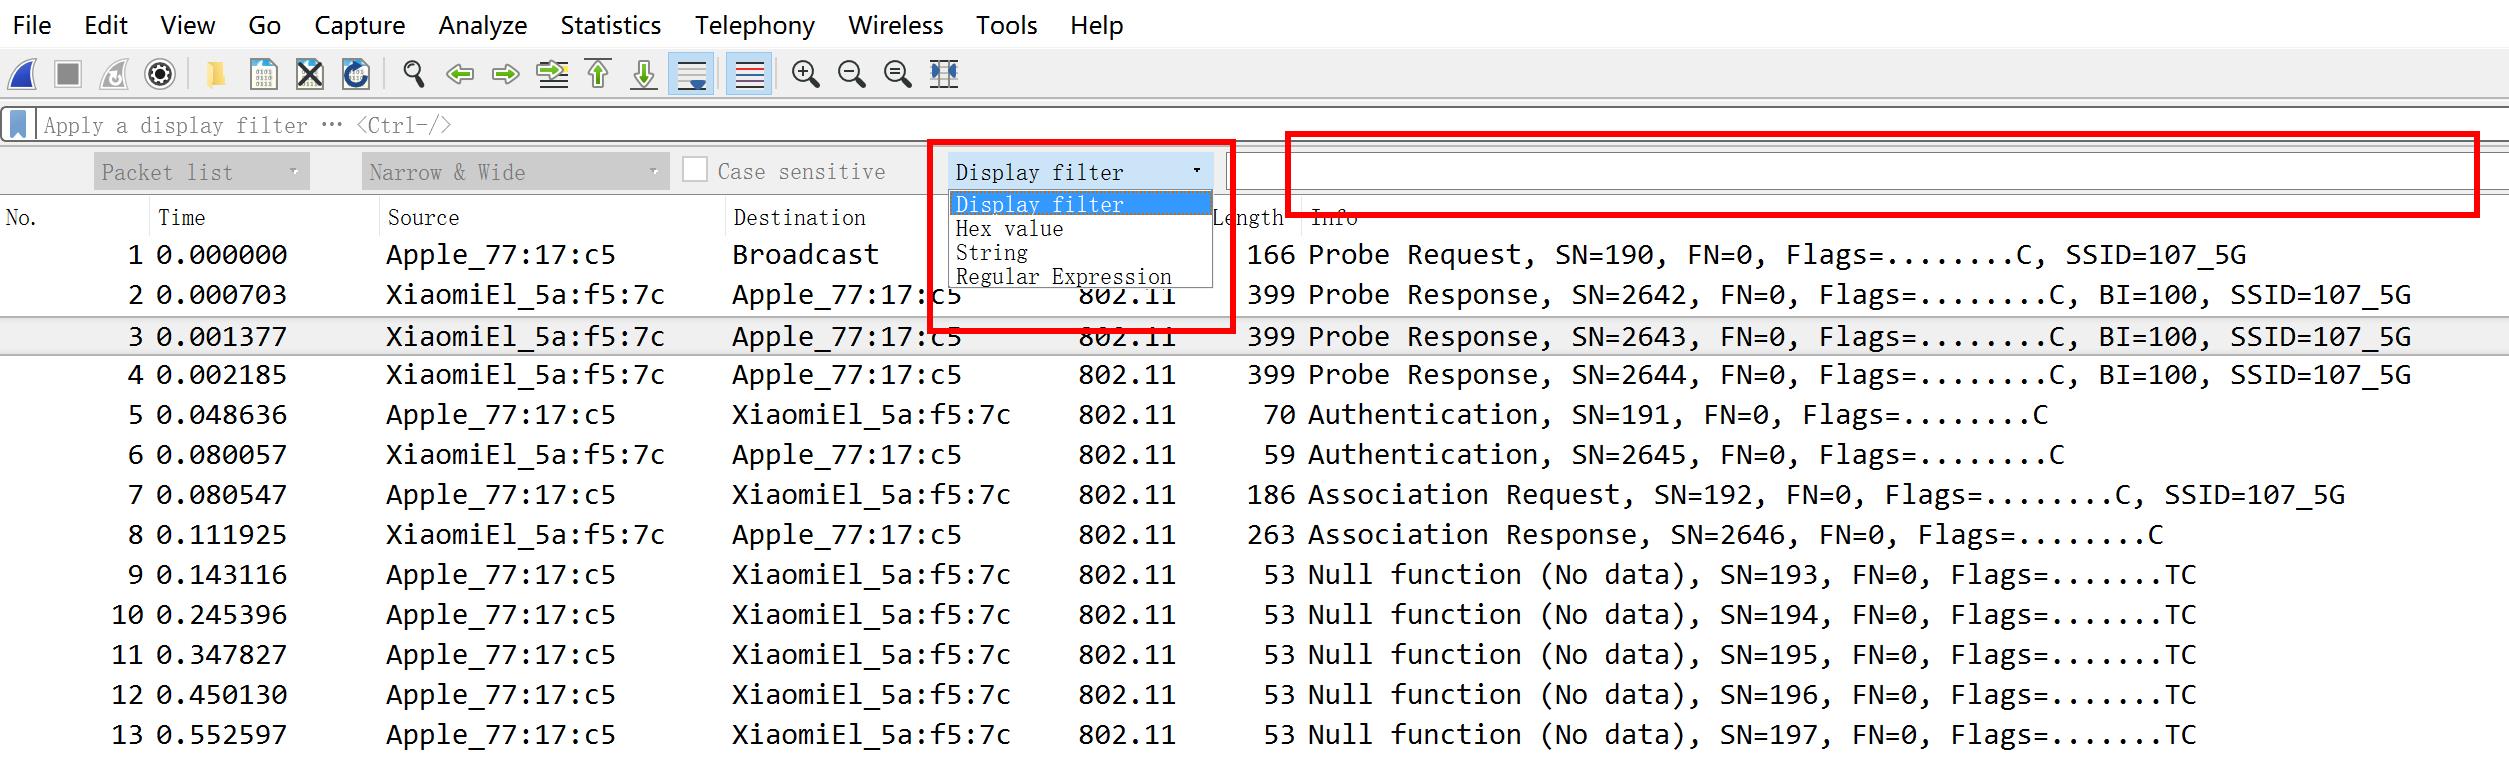 File Edit View Go Capture Analyze Statistics Telephony Wireless Tools Help
Apply a display filter ··· <Ctrl-/>
Packet list Narrow & Wide Case sensitive Display filter
Display filter
Hex value
String
Regular Expression
No. Time Source Destination Length Info
1 0.000000 Apple_77:17:c5 Broadcast 166 Probe Request, SN=190, FN=0, Flags=........C, SSID=107_5G
2 0.000703 XiaomiEl_5a:f5:7c Apple_77:17:c5 802.11 399 Probe Response, SN=2642, FN=0, Flags=........C, BI=100, SSID=107_5G
3 0.001377 XiaomiEl_5a:f5:7c Apple_77:17:c5 802.11 399 Probe Response, SN=2643, FN=0, Flags=........C, BI=100, SSID=107_5G
4 0.002185 XiaomiEl_5a:f5:7c Apple_77:17:c5 802.11 399 Probe Response, SN=2644, FN=0, Flags=........C, BI=100, SSID=107_5G
5 0.048636 Apple_77:17:c5 XiaomiEl_5a:f5:7c 802.11 70 Authentication, SN=191, FN=0, Flags=........C
6 0.080057 XiaomiEl_5a:f5:7c Apple_77:17:c5 802.11 59 Authentication, SN=2645, FN=0, Flags=........C
7 0.080547 Apple_77:17:c5 XiaomiEl_5a:f5:7c 802.11 186 Association Request, SN=192, FN=0, Flags=........C, SSID=107_5G
8 0.111925 XiaomiEl_5a:f5:7c Apple_77:17:c5 802.11 263 Association Response, SN=2646, FN=0, Flags=........C
9 0.143116 Apple_77:17:c5 XiaomiEl_5a:f5:7c 802.11 53 Null function (No data), SN=193, FN=0, Flags=.......TC
10 0.245396 Apple_77:17:c5 XiaomiEl_5a:f5:7c 802.11 53 Null function (No data), SN=194, FN=0, Flags=.......TC
11 0.347827 Apple_77:17:c5 XiaomiEl_5a:f5:7c 802.11 53 Null function (No data), SN=195, FN=0, Flags=.......TC
12 0.450130 Apple_77:17:c5 XiaomiEl_5a:f5:7c 802.11 53 Null function (No data), SN=196, FN=0, Flags=.......TC
13 0.552597 Apple_77:17:c5 XiaomiEl_5a:f5:7c 802.11 53 Null function (No data), SN=197, FN=0, Flags=.......TC